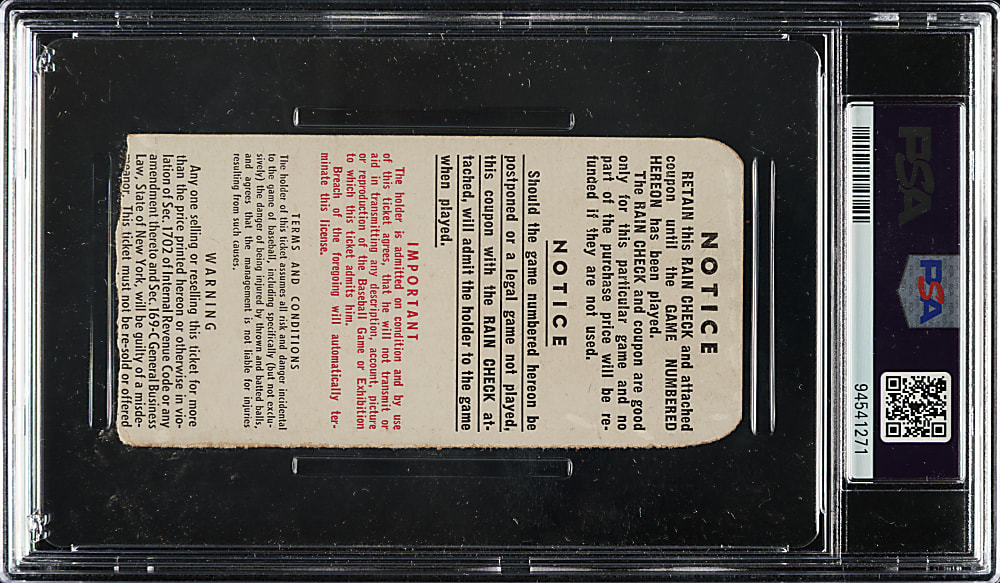 NOTICE
RETAIN this RAIN CHECK and attached
coupon until the GAME NUMBERED
HEREON has been played.
The RAIN CHECK and coupon are good
only for this particular game and no
part of the purchase price will be re-
funded if they are not used.
NOTICE
Should the game numbered hereon be
postponed or a legal game not played,
this coupon with the RAIN CHECK at-
tached, will admit the holder to the game
when played.
IMPORTANT
The holder is admitted on condition and by use
of this ticket agrees, that he will not transmit or
aid in transmitting any description, account, picture
or reproduction of the Baseball Game or Exhibition
to which this ticket admits him.
Breach of the foregoing will automatically ter-
minate this license.
TERMS AND CONDITIONS
The holder of this ticket assumes all risk and danger incidental
to the game of baseball, including specifically (but not exclu-
sively) the danger of being injured by thrown and batted balls,
and agrees that the management is not liable for injuries
resulting from such causes.
WARNING
Any one selling or reselling this ticket for more
than the price printed hereon or otherwise in vio-
lation of Sec. 1702 of Internal Revenue Code or any
amendment thereto and Sec. 169-C General Business
Law, State of New York, will be guilty of a misde-
meanor. This ticket must not be re-sold or offered
PSA
PSA
94541271